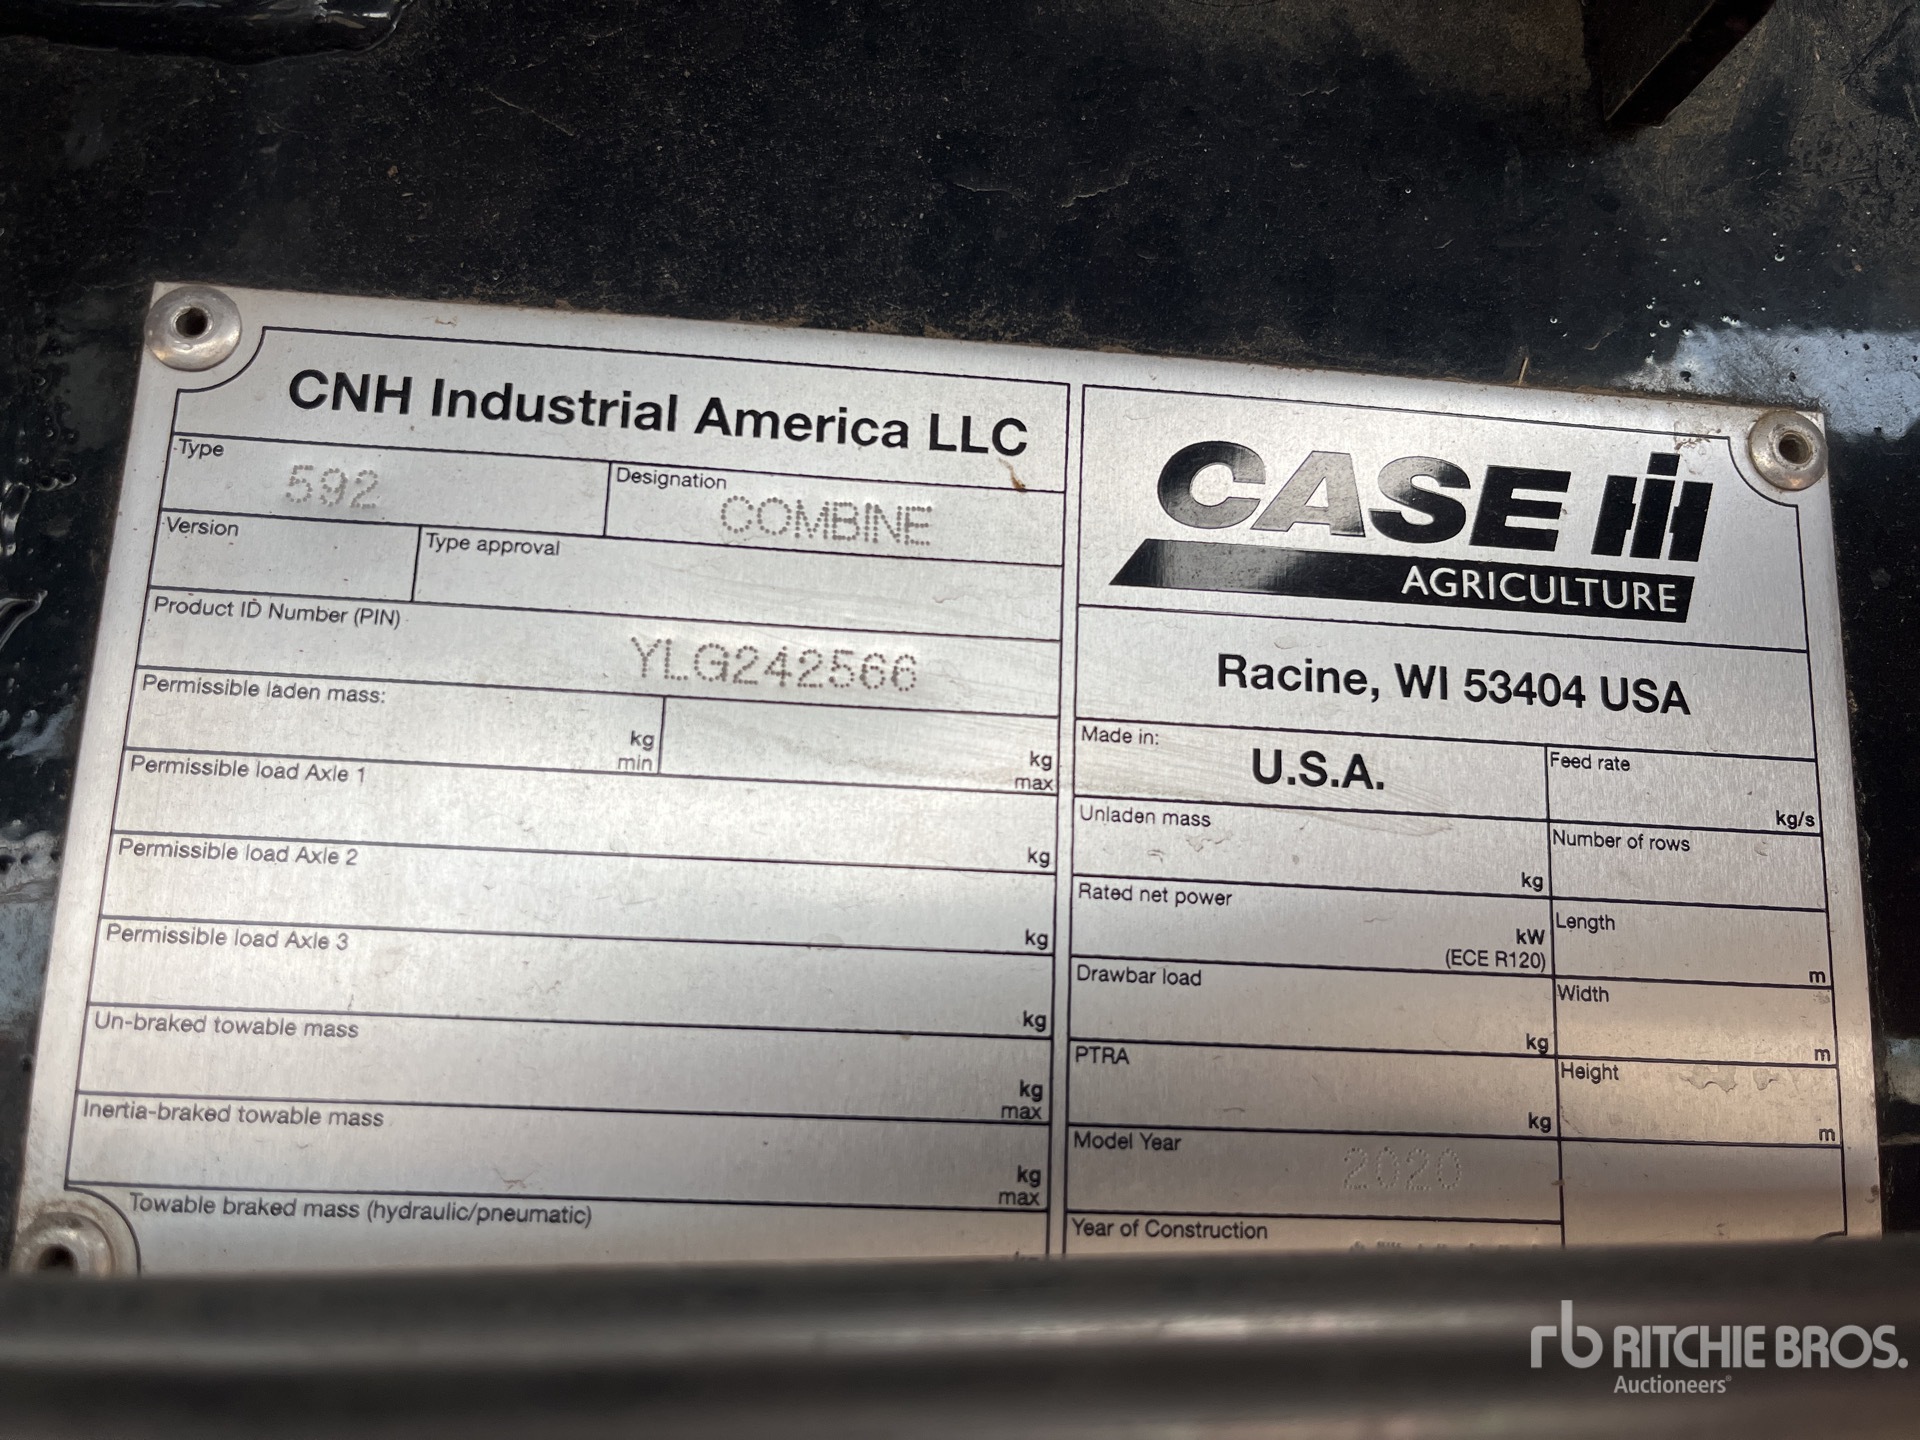 CNH Industrial America LLC
Type
592
Designation
COMBINE
Version
Type approval
Product ID Number (PIN)
YLG242566
Permissible laden mass:
kg
min
kg
max
Permissible load Axle 1
kg
Permissible load Axle 2
kg
Permissible load Axle 3
kg
Un-braked towable mass
kg
max
Inertia-braked towable mass
kg
max
Towable braked mass (hydraulic/pneumatic)
CASE IH
AGRICULTURE
Racine, WI 53404 USA
Made in:
U.S.A.
Feed rate
kg/s
Unladen mass
kg
Number of rows
Rated net power
kW
(ECE R120)
Length
m
Drawbar load
kg
Width
m
PTRA
kg
Height
m
Model Year
2020
Year of Construction
rb RITCHIE BROS.
Auctioneers